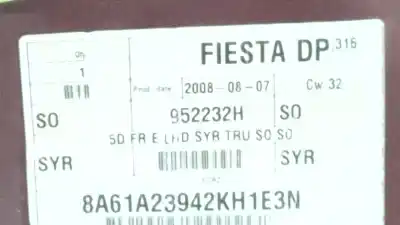 FIESTA DP 316
1
Prod. date 2008-08-07 Cw 32
SO 952232H SO
5D FR E LHD SYR TRU SO SO
SYR SYR
8A61A23942KH1E3N